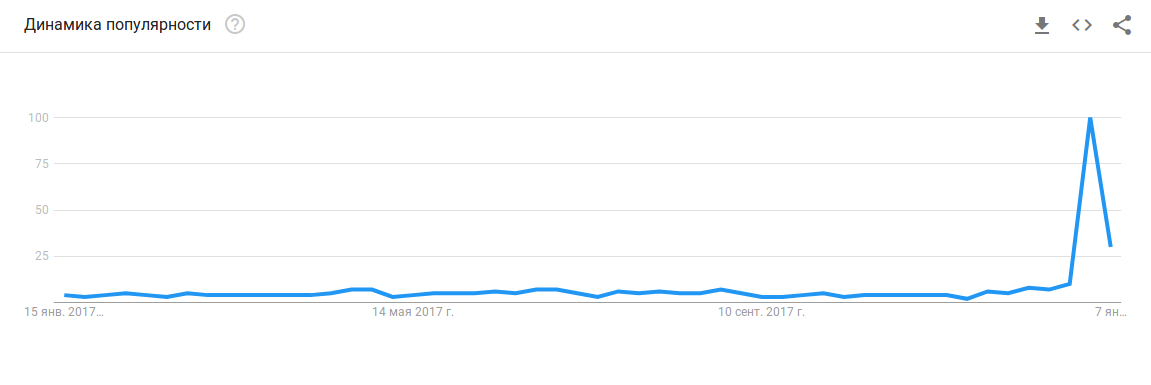 Динамика популярности
100
75
50
25
15 янв. 2017…
14 мая 2017 г.
10 сент. 2017 г.
7 ян…